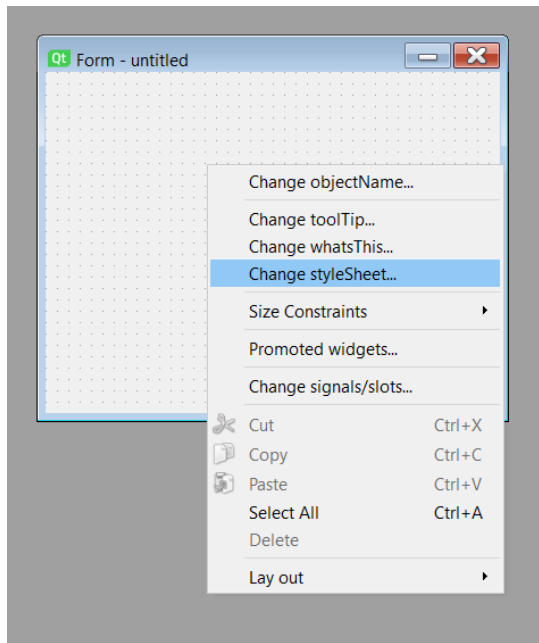 Qt Form - untitled
Change objectName...
Change toolTip...
Change whatsThis...
Change styleSheet...
Size Constraints
Promoted widgets...
Change signals/slots...
Cut Ctrl+X
Copy Ctrl+C
Paste Ctrl+V
Select All Ctrl+A
Delete
Lay out